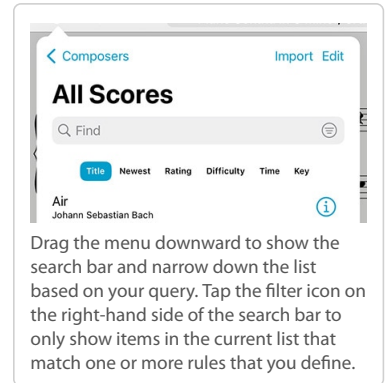 Composers Import Edit
All Scores
Find
Title Newest Rating Difficulty Time Key
Air
Johann Sebastian Bach
Drag the menu downward to show the
search bar and narrow down the list
based on your query. Tap the filter icon on
the right-hand side of the search bar to
only show items in the current list that
match one or more rules that you define.